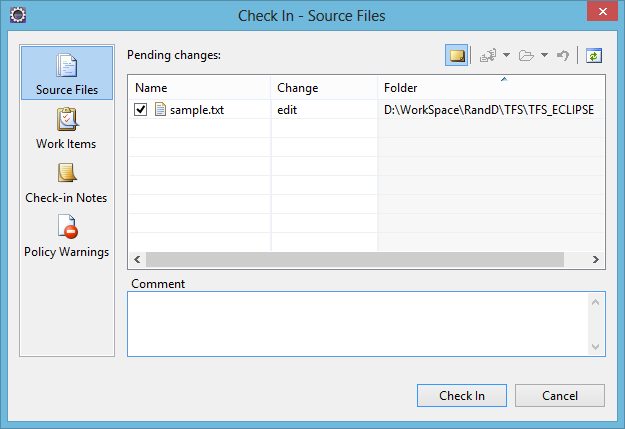 Check In - Source Files
Source Files
Work Items
Check-in Notes
Policy Warnings
Pending changes:
Name Change Folder
sample.txt edit D:\WorkSpace\RandD\TFS\TFS_ECLIPSE
Comment
Check In Cancel